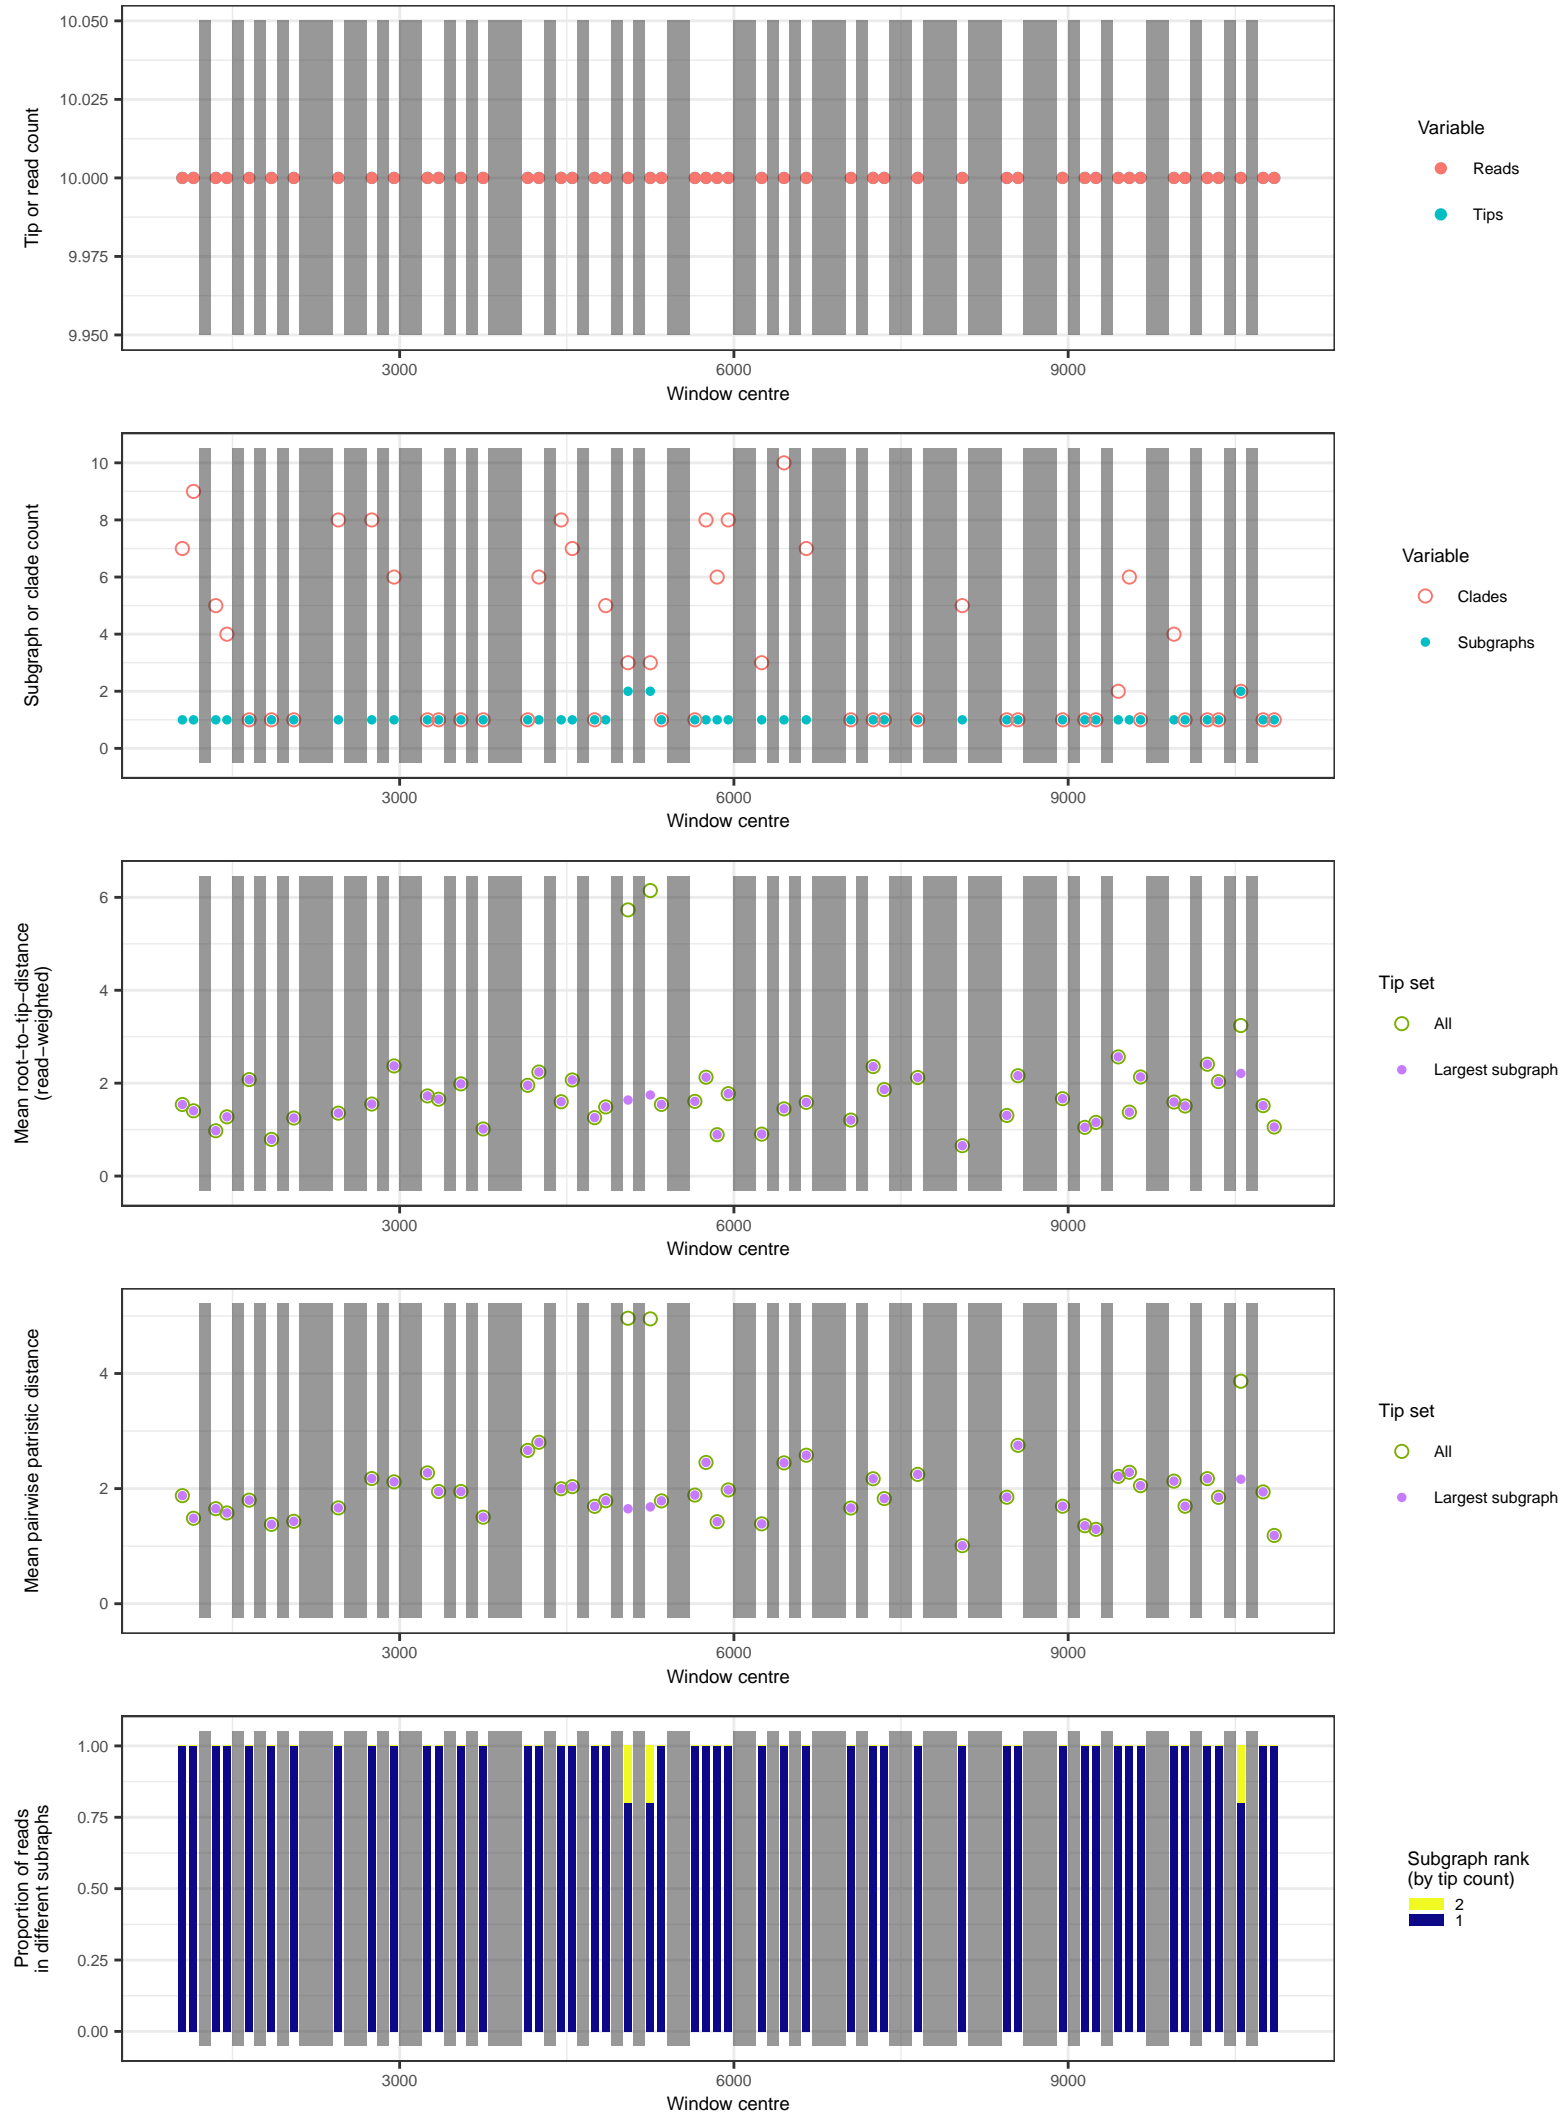 10.050
10.025
10.000
9.975
9.950
Tip or read count
3000
6000
9000
Window centre
Variable
Reads
Tips
10
8
6
4
2
0
Subgraph or clade count
3000
6000
9000
Window centre
Variable
Clades
Subgraphs
6
4
2
0
Mean root−to−tip−distance
(read−weighted)
3000
6000
9000
Window centre
Tip set
All
Largest subgraph
4
2
0
Mean pairwise patristic distance
3000
6000
9000
Window centre
Tip set
All
Largest subgraph
1.00
0.75
0.50
0.25
0.00
Proportion of reads
in different subraphs
3000
6000
9000
Window centre
Subgraph rank
(by tip count)
2
1